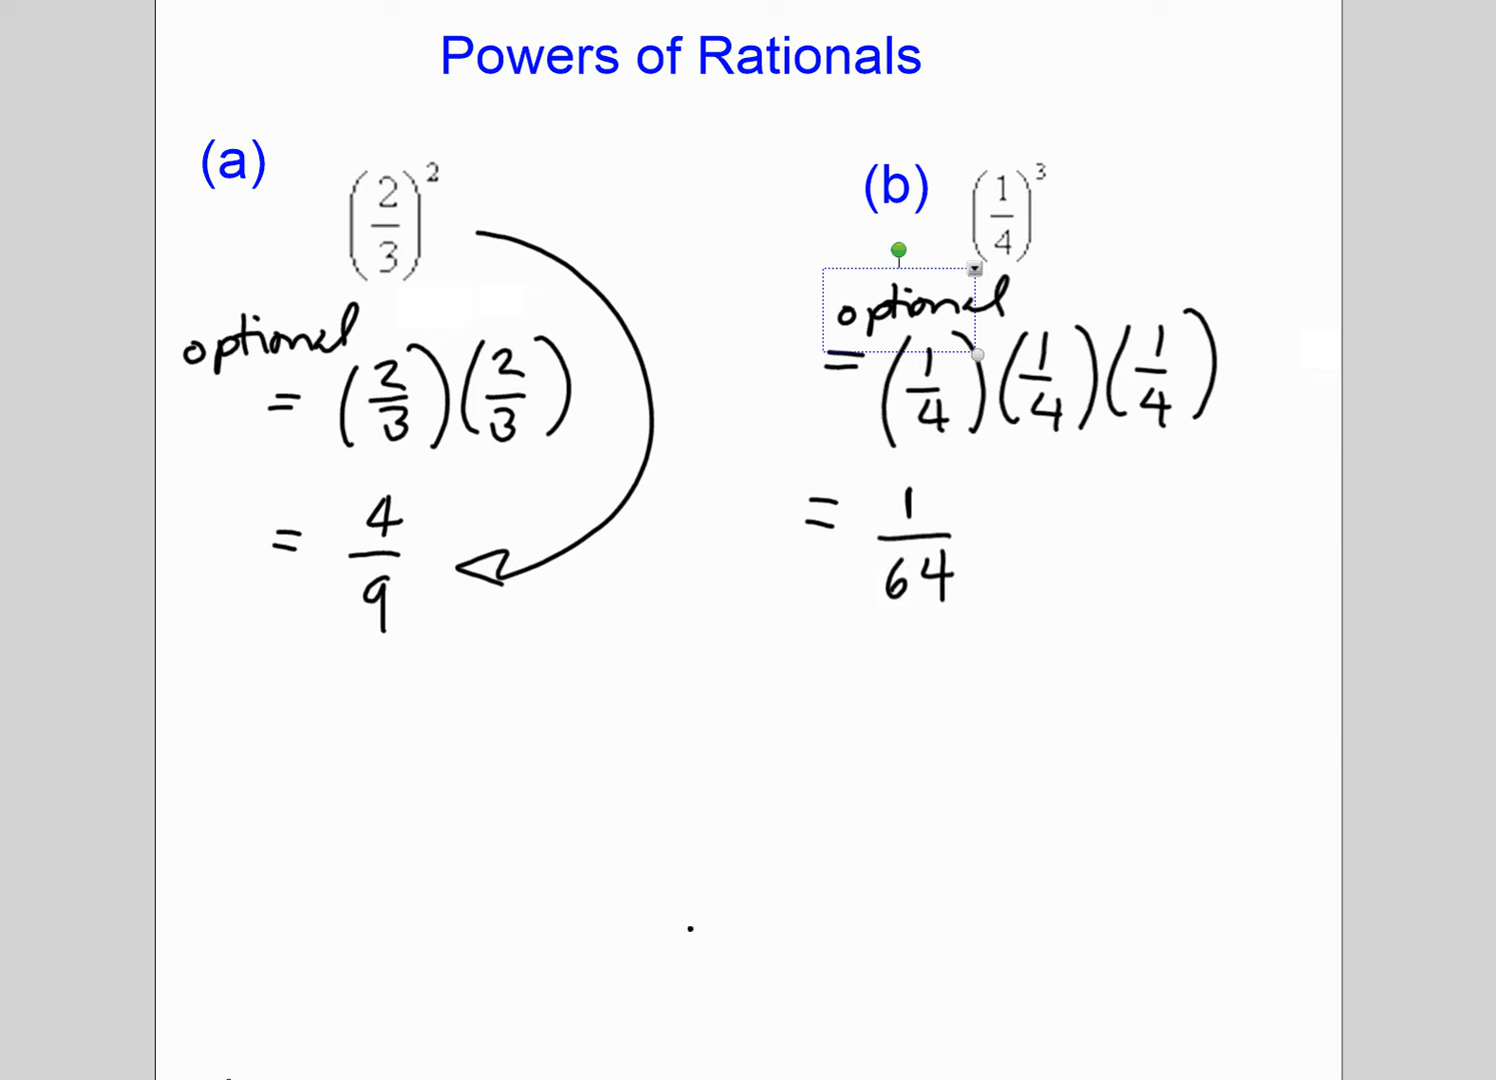 Powers of Rationals
(a) (2/3)^2
optional
= (2/3)(2/3)
= 4/9
(b) (1/4)^3
optional
= (1/4)(1/4)(1/4)
= 1/64